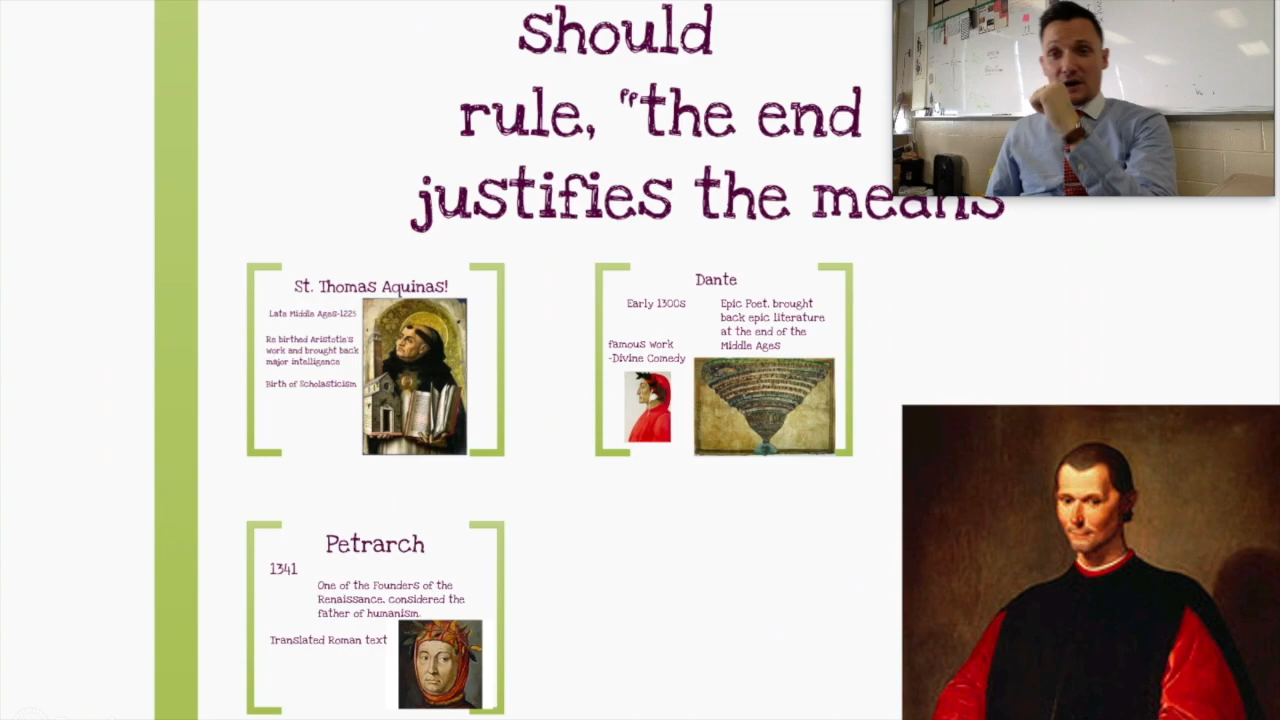 should
rule, "the end
justifies the means
St. Thomas Aquinas!
Late Middle Ages-1225
Re birthed Aristotle's
work and brought back
major intelligence
Birth of Scholasticism
Dante
Early 1300s
famous work
-Divine Comedy
Epic Poet, brought
back epic literature
at the end of the
Middle Ages
Petrarch
1341
One of the Founders of the
Renaissance, considered the
father of humanism.
Translated Roman text